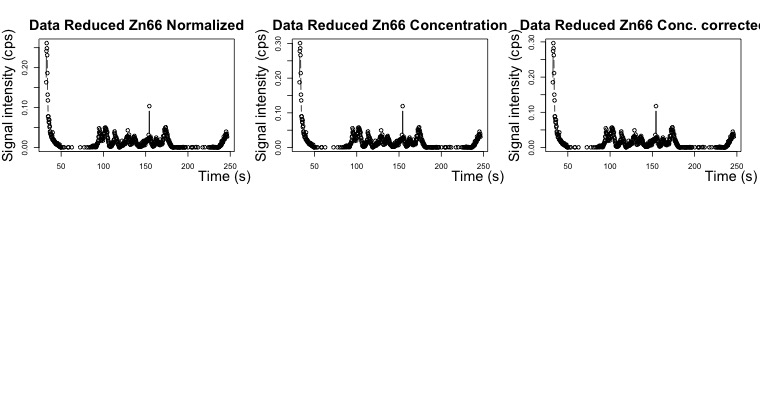 Data Reduced Zn66 Normalized
Signal intensity (cps)
0.00 0.10 0.20
50 100 150 200 250
Time (s)
Data Reduced Zn66 Concentration
Signal intensity (cps)
0.00 0.10 0.20 0.30
50 100 150 200 250
Time (s)
Data Reduced Zn66 Conc. corrected
Signal intensity (cps)
0.00 0.10 0.20 0.30
50 100 150 200 250
Time (s)